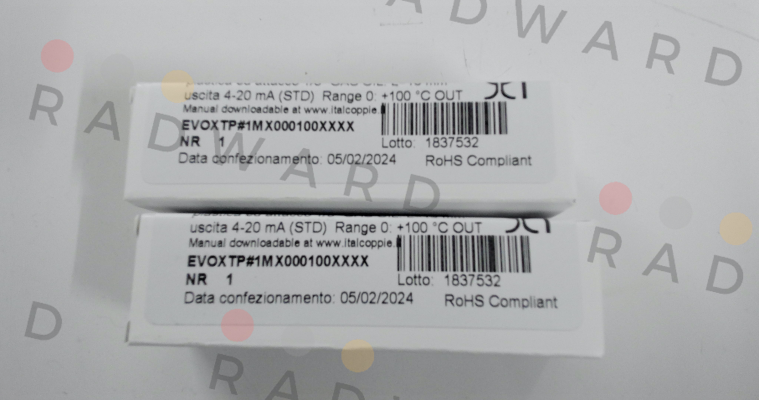 RADWARD
RADWARD
uscita 4-20 mA (STD) Range 0: +100 °C OUT
Manual downloadable at www.italcoppie.
EVOXTP#1MX000100XXXX
NR 1
Lotto: 1837532
Data confezionamento: 05/02/2024 RoHS Compliant
uscita 4-20 mA (STD) Range 0: +100 °C OUT
Manual downloadable at www.italcoppie.
EVOXTP#1MX000100XXXX
NR 1
Lotto: 1837532
Data confezionamento: 05/02/2024 RoHS Compliant
RAD
D
RADW